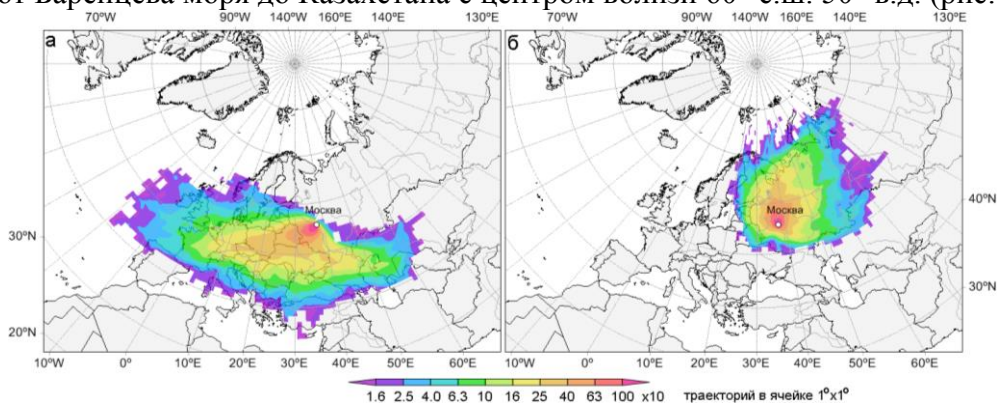 от Баренцева моря до Казахстана с центром вблизи 60° с.ш. 50° в.д. (рис.
70°W 90°W 140°W 160°E 140°E 130°E 70°W 90°W 140°W 160°E 140°E 130°E
а б
Москва Москва
40°N
30°N 30°N
20°N
10°W 0° 10°E 20°E 30°E 40°E 50°E 60°E 10°W 0° 10°E 20°E 30°E 40°E 50°E 60°E
1.6 2.5 4.0 6.3 10 16 25 40 63 100 x10 траекторий в ячейке 1°x1°